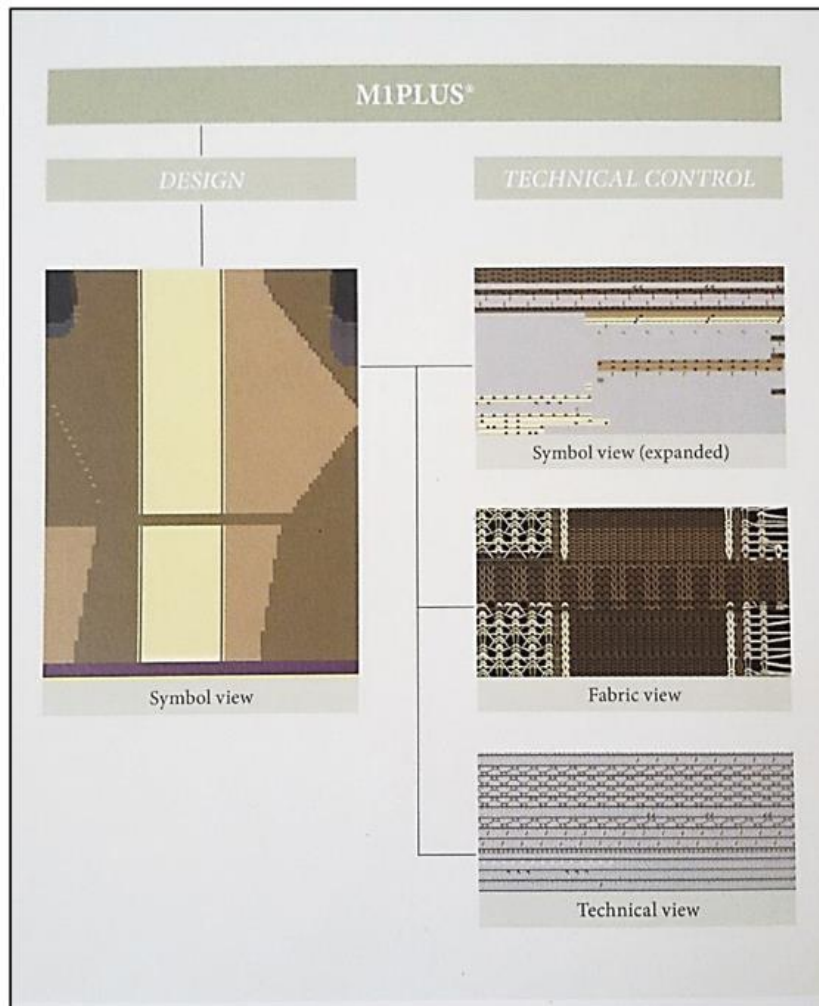 M1PLUS®
DESIGN
TECHNICAL CONTROL
Symbol view (expanded)
Symbol view
Fabric view
Technical view